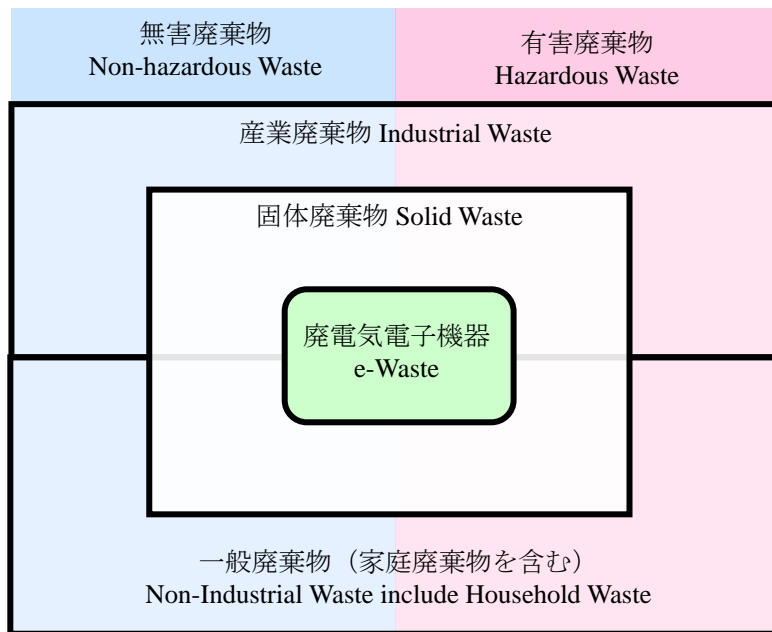 無害廃棄物
Non-hazardous Waste
有害廃棄物
Hazardous Waste
産業廃棄物 Industrial Waste
固体廃棄物 Solid Waste
廃電気電子機器
e-Waste
一般廃棄物（家庭廃棄物を含む）
Non-Industrial Waste include Household Waste